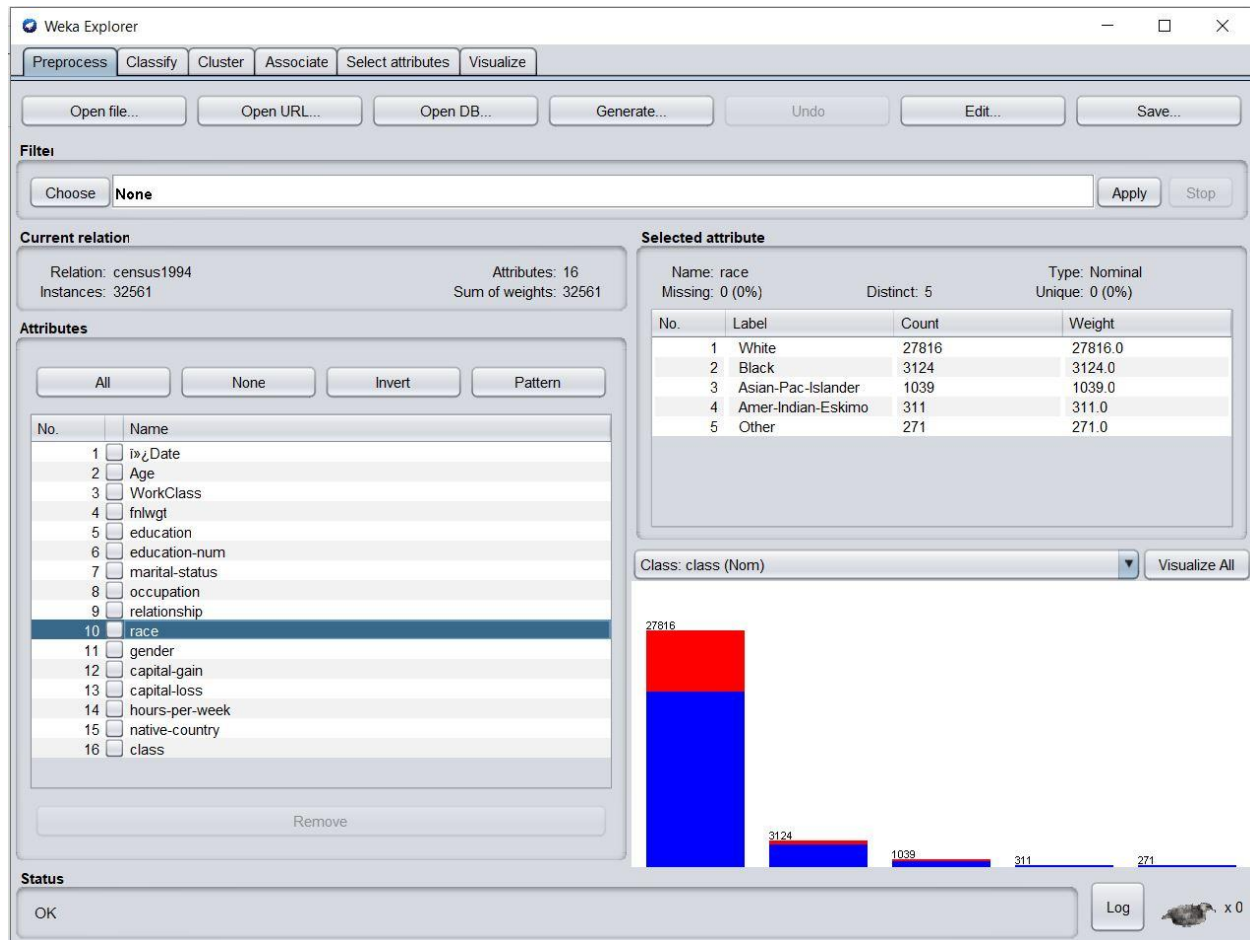 Weka Explorer
Preprocess Classify Cluster Associate Select attributes Visualize
Open file... Open URL... Open DB... Generate... Undo Edit... Save...
Filter
Choose None Apply Stop
Current relation
Relation: census1994 Attributes: 16
Instances: 32561 Sum of weights: 32561
Selected attribute
Name: race Type: Nominal
Missing: 0 (0%) Distinct: 5 Unique: 0 (0%)
No. Label Count Weight
1 White 27816 27816.0
2 Black 3124 3124.0
3 Asian-Pac-Islander 1039 1039.0
4 Amer-Indian-Eskimo 311 311.0
5 Other 271 271.0
Attributes
All None Invert Pattern
No. Name
1 ï»¿Date
2 Age
3 WorkClass
4 fnlwgt
5 education
6 education-num
7 marital-status
8 occupation
9 relationship
10 race
11 gender
12 capital-gain
13 capital-loss
14 hours-per-week
15 native-country
16 class
Remove
Class: class (Nom) Visualize All
27816
3124
1039
311
271
Status
OK
Log
x 0